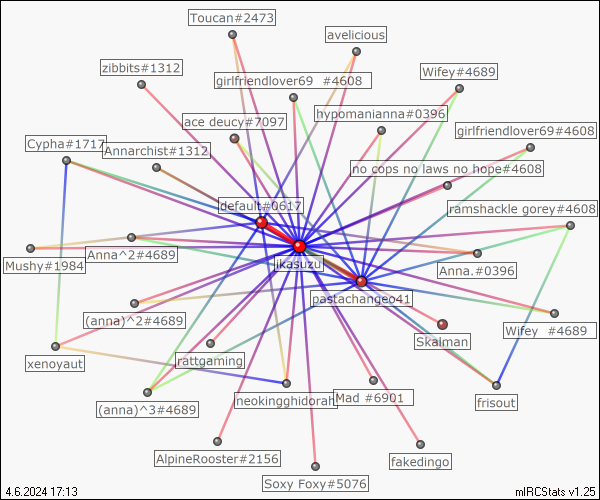 Toucan#2473
avelicious
zibbits#1312
girlfriendlover69 #4608
Wifey#4689
ace deucy#7097
hypomanianna#0396
girlfriendlover69#4608
Cypha#1717
Annarchist#1312
no cops no laws no hope#4608
default#0617
ramshackle gorey#4608
Mushy#1984
Anna^2#4689
ikasuzu
Anna.#0396
pastachangeo41
(anna)^2#4689
Wifey #4689
Skalman
xenoyaut
rattgaming
(anna)^3#4689
neokingghidorah
Mad #6901
frisout
AlpineRooster#2156
fakedingo
Soxy Foxy#5076
4.6.2024 17:13
mIRCStats v1.25